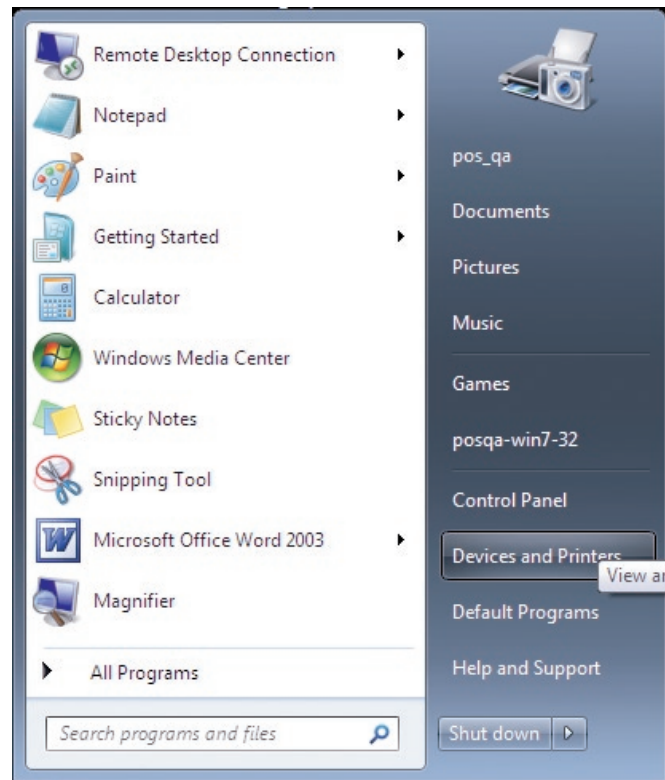 Remote Desktop Connection
Notepad
Paint
Getting Started
Calculator
Windows Media Center
Sticky Notes
Snipping Tool
Microsoft Office Word 2003
Magnifier
All Programs
Search programs and files
pos_qa
Documents
Pictures
Music
Games
posqa-win7-32
Control Panel
Devices and Printers
View
Default Programs
Help and Support
Shut down